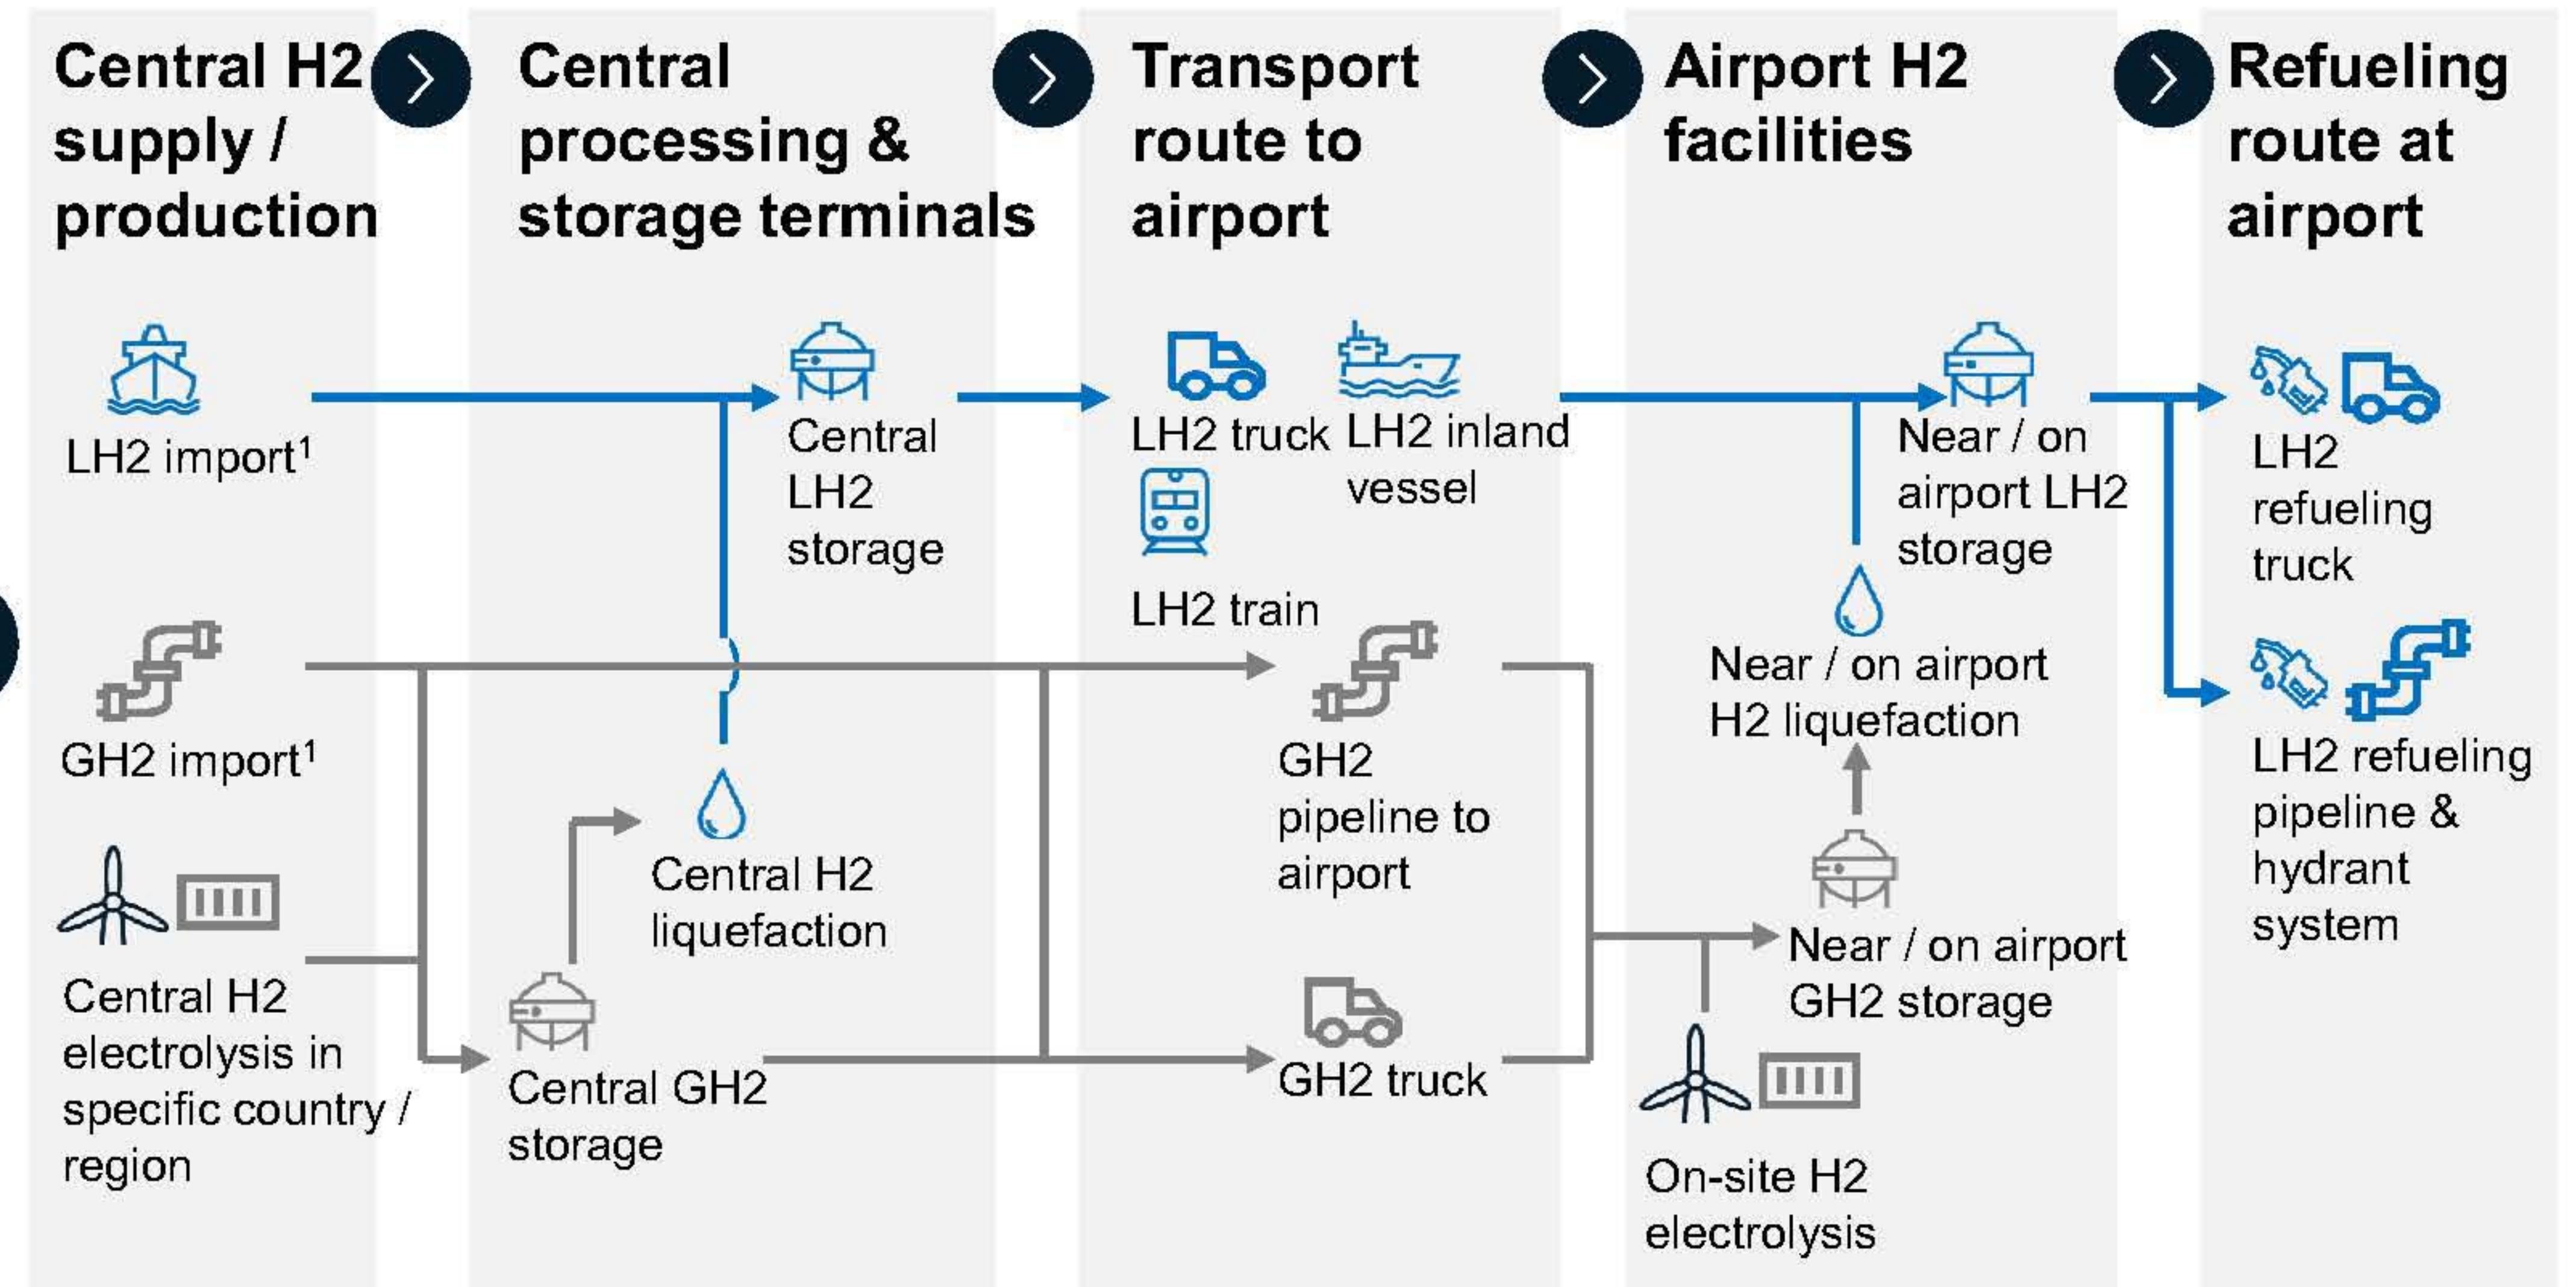 Central H2
supply /
production
Central
processing &
storage terminals
Transport
route to
airport
Airport H2
facilities
Refueling
route at
airport
LH2 import¹
GH2 import¹
Central H2
electrolysis in
specific country /
region
Central
LH2
storage
Central H2
liquefaction
Central GH2
storage
LH2 truck
LH2 inland
vessel
LH2 train
GH2
pipeline to
airport
GH2 truck
Near / on
airport LH2
storage
Near / on airport
H2 liquefaction
Near / on airport
GH2 storage
On-site H2
electrolysis
LH2
refueling
truck
LH2 refueling
pipeline &
hydrant
system